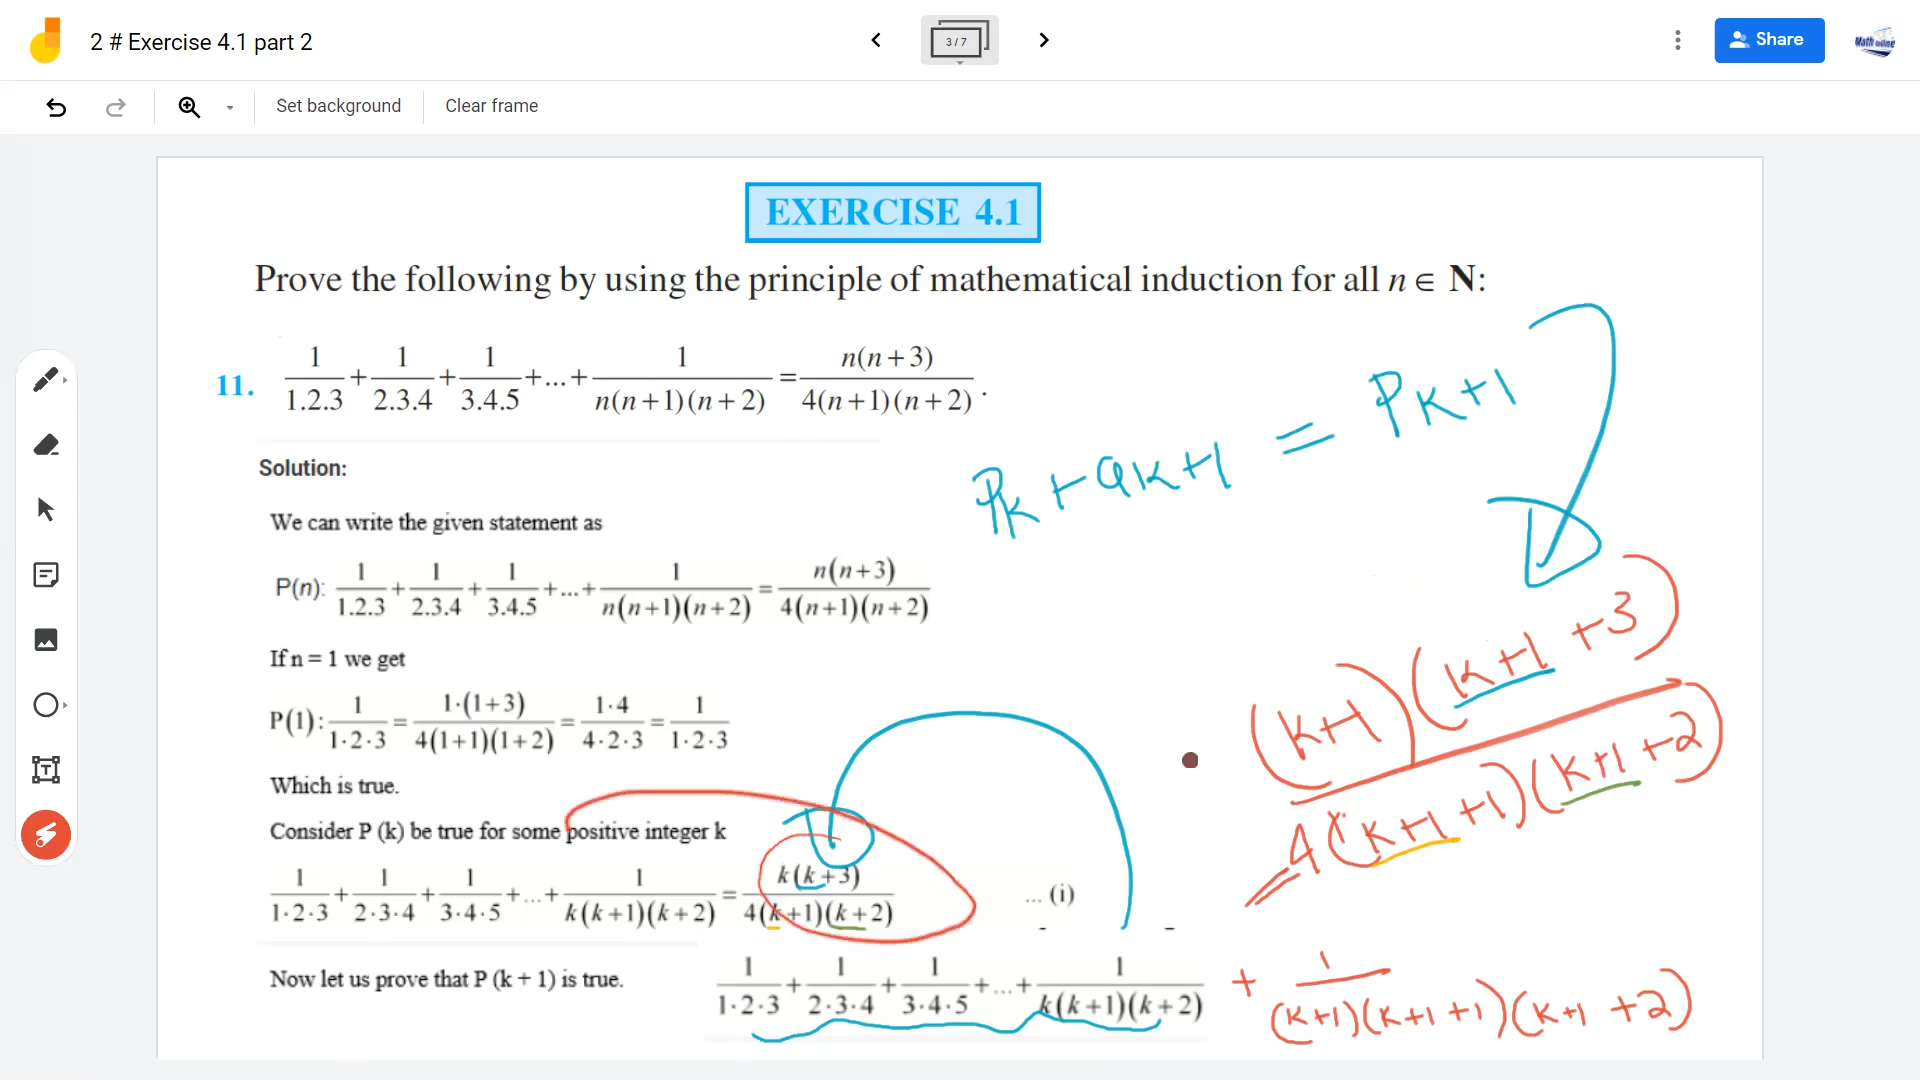 2 # Exercise 4.1 part 2
3 / 7
Share
Math online
Set background
Clear frame
EXERCISE 4.1
Prove the following by using the principle of mathematical induction for all n ∈ N:
11. 1/1.2.3 + 1/2.3.4 + 1/3.4.5 +...+ 1/n(n+1)(n+2) = n(n+3)/4(n+1)(n+2) .
Pk + ak+1 = Pk+1
Solution:
We can write the given statement as
P(n): 1/1.2.3 + 1/2.3.4 + 1/3.4.5 +...+ 1/n(n+1)(n+2) = n(n+3)/4(n+1)(n+2)
If n = 1 we get
P(1): 1/1·2·3 = 1·(1+3)/4(1+1)(1+2) = 1·4/4·2·3 = 1/1·2·3
(k+1)(k+1+3)/4(k+1+1)(k+1+2)
Which is true.
Consider P (k) be true for some positive integer k
1/1·2·3 + 1/2·3·4 + 1/3·4·5 +...+ 1/k(k+1)(k+2) = k(k+3)/4(k+1)(k+2) ... (i)
Now let us prove that P (k + 1) is true.
1/1·2·3 + 1/2·3·4 + 1/3·4·5 +...+ 1/k(k+1)(k+2) + 1/(k+1)(k+1+1)(k+1+2)